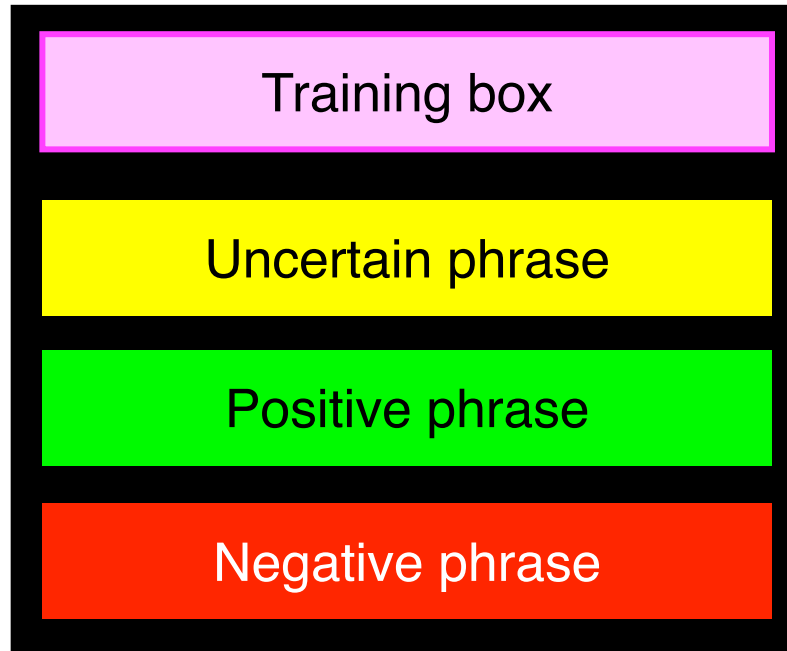 Training box
Uncertain phrase
Positive phrase
Negative phrase